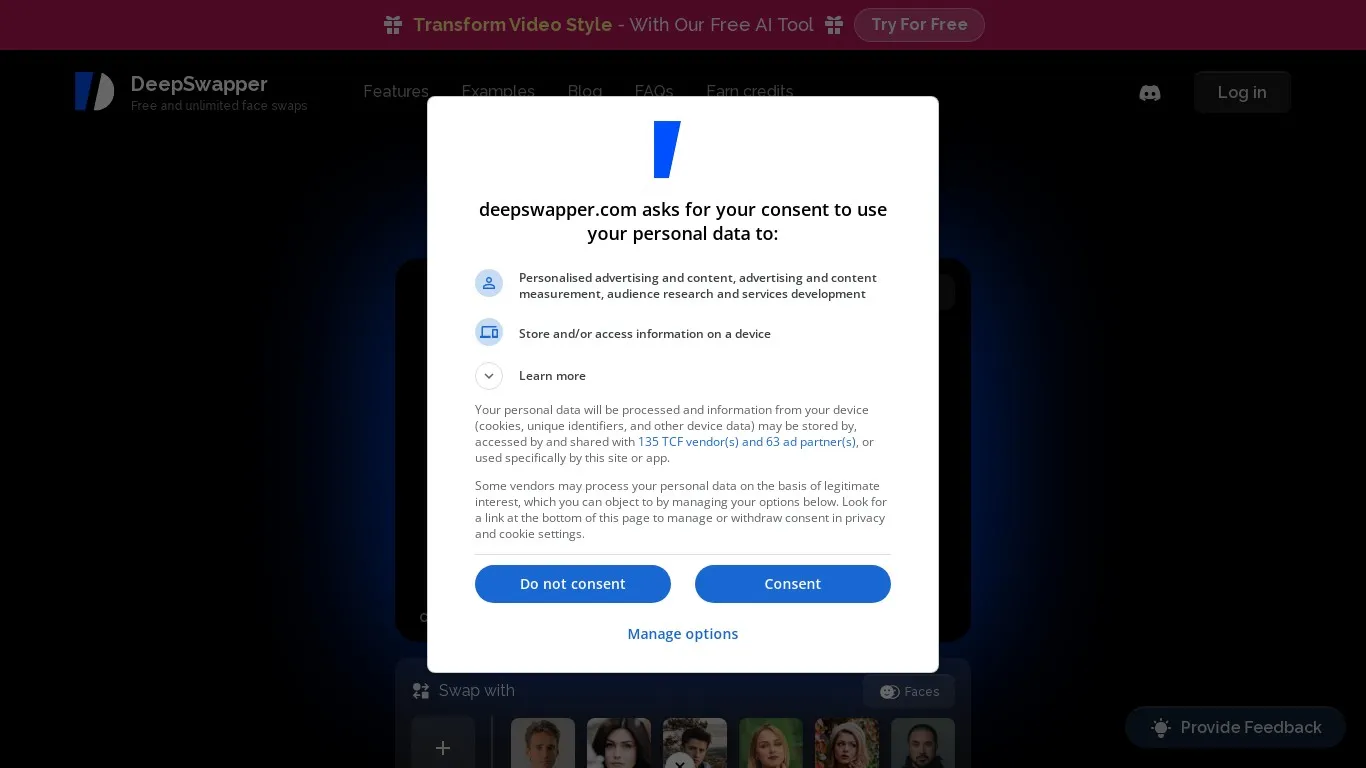 Transform Video Style - With Our Free AI Tool
Try For Free
DeepSwapper
Free and unlimited face swaps
Features
Examples
Blog
FAQs
Earn credits
Log in
deepswapper.com asks for your consent to use
your personal data to:
Personalised advertising and content, advertising and content
measurement, audience research and services development
Store and/or access information on a device
Learn more
Your personal data will be processed and information from your device
(cookies, unique identifiers, and other device data) may be stored by,
accessed by and shared with 135 TCF vendor(s) and 63 ad partner(s), or
used specifically by this site or app.
Some vendors may process your personal data on the basis of legitimate
interest, which you can object to by managing your options below. Look for
a link at the bottom of this page to manage or withdraw consent in privacy
and cookie settings.
Do not consent
Consent
Manage options
Swap with
Faces
Provide Feedback